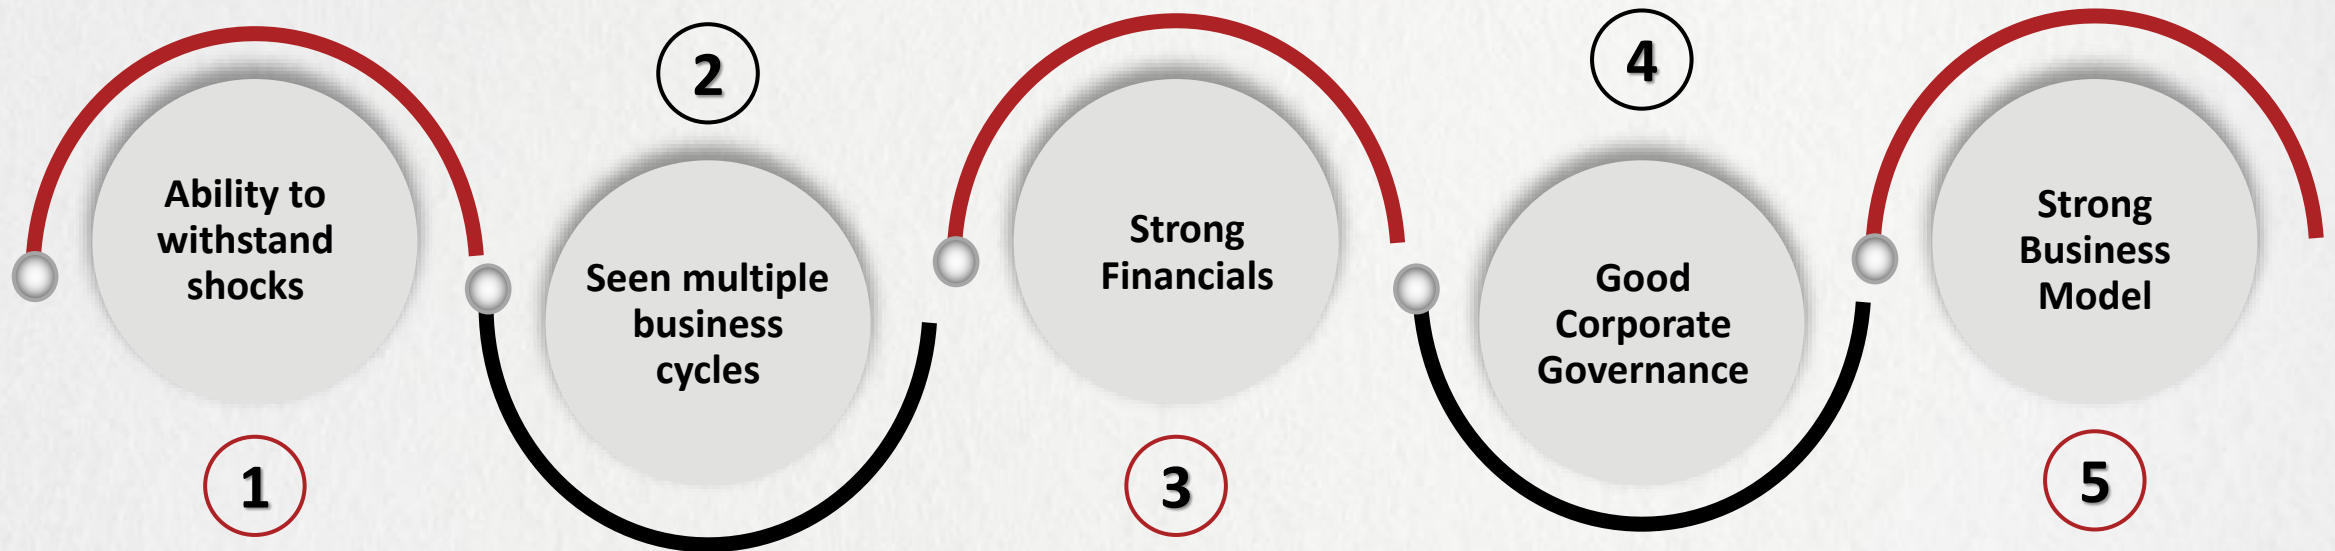 Ability to
withstand
shocks
1
2
Seen multiple
business
cycles
Strong
Financials
3
4
Good
Corporate
Governance
Strong
Business
Model
5